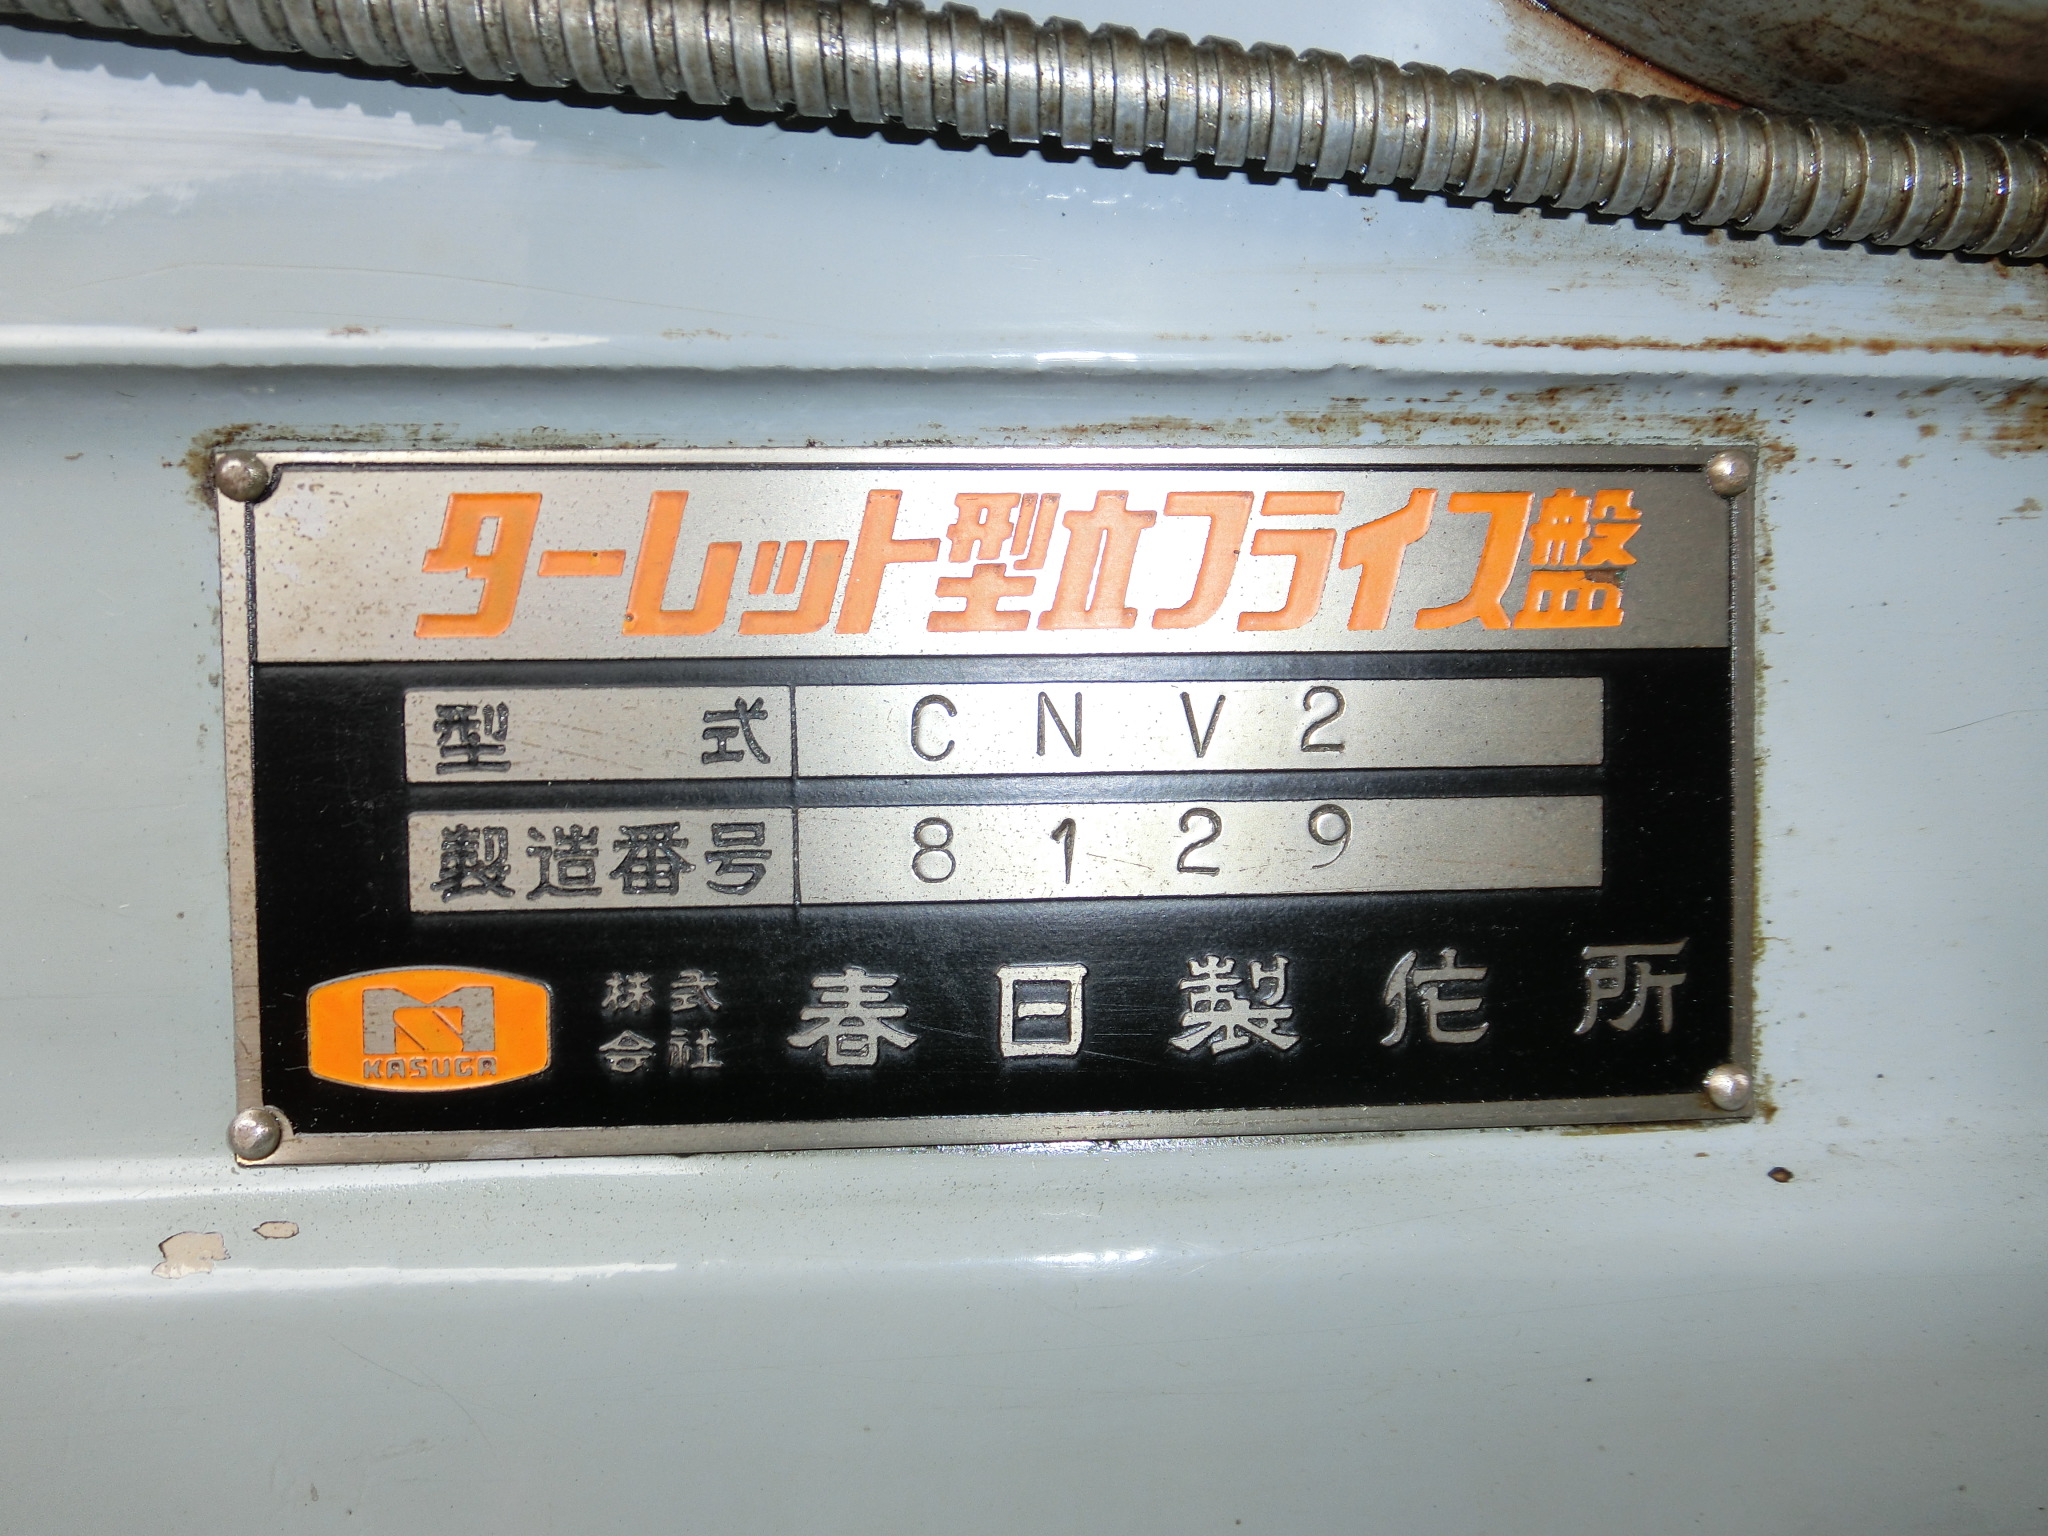 ターレット型立フライス盤
型式 CNV2
製造番号 8129
KASUGA 株式会社 春日製作所